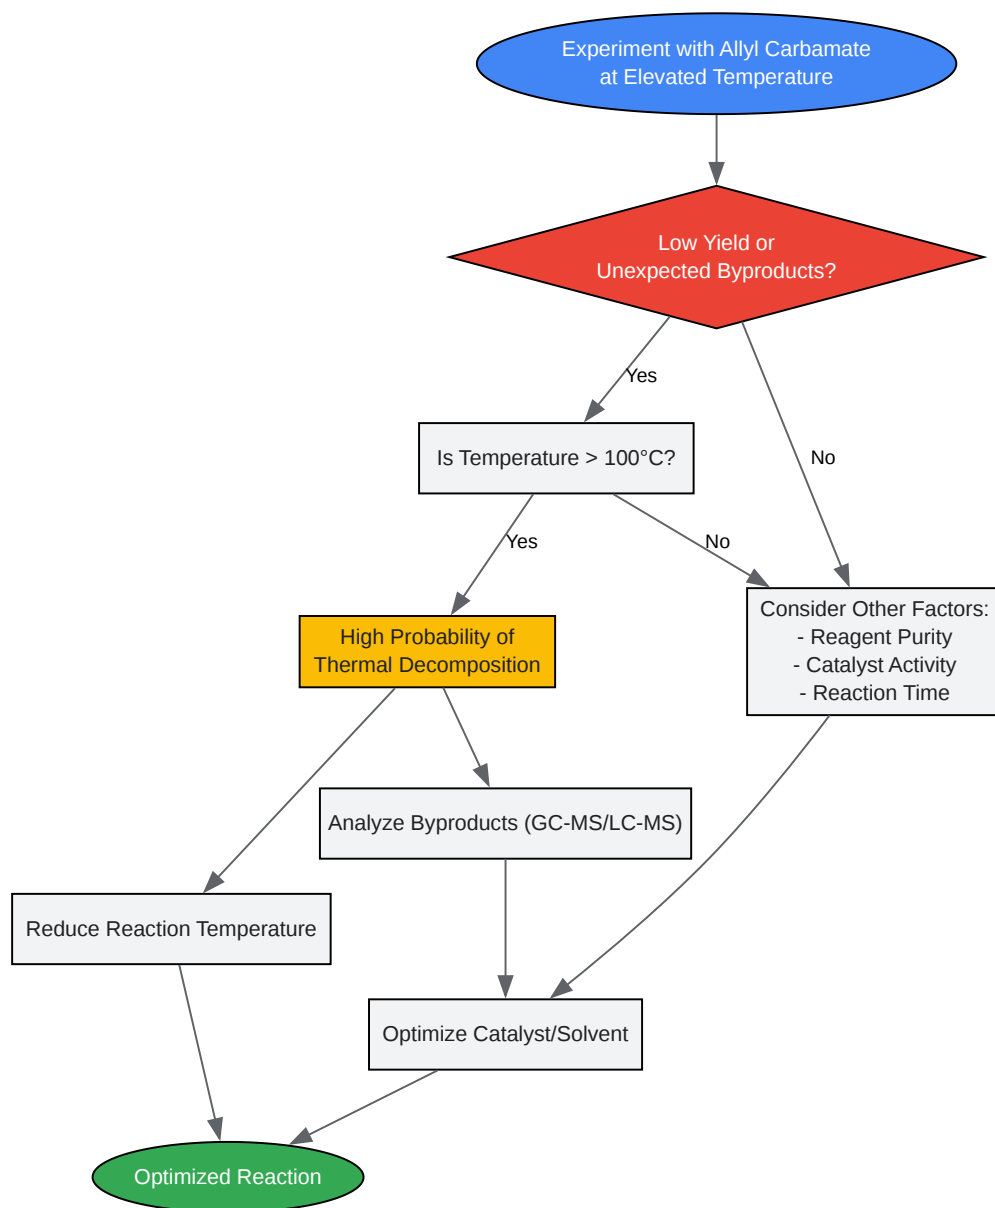 Experiment with Allyl Carbamate
at Elevated Temperature
Low Yield or
Unexpected Byproducts?
Yes
No
Is Temperature > 100°C?
Yes
No
High Probability of
Thermal Decomposition
Consider Other Factors:
- Reagent Purity
- Catalyst Activity
- Reaction Time
Analyze Byproducts (GC-MS/LC-MS)
Reduce Reaction Temperature
Optimize Catalyst/Solvent
Optimized Reaction